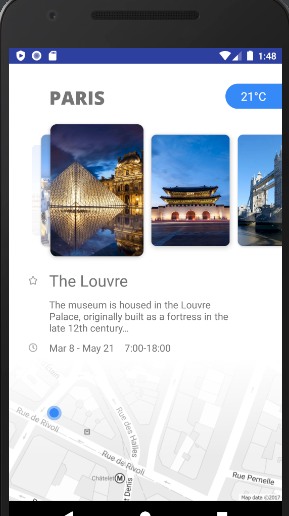 1:48
PARIS
21°C
The Louvre
The museum is housed in the Louvre
Palace, originally built as a fortress in the
late 12th century...
Mar 8 - May 21 7:00-18:00
Rue de Rivoli
Rue des Halles
Rue de Rivoli
Châtelet
M
St Denis
Rue Pernelle
Map data ©2017